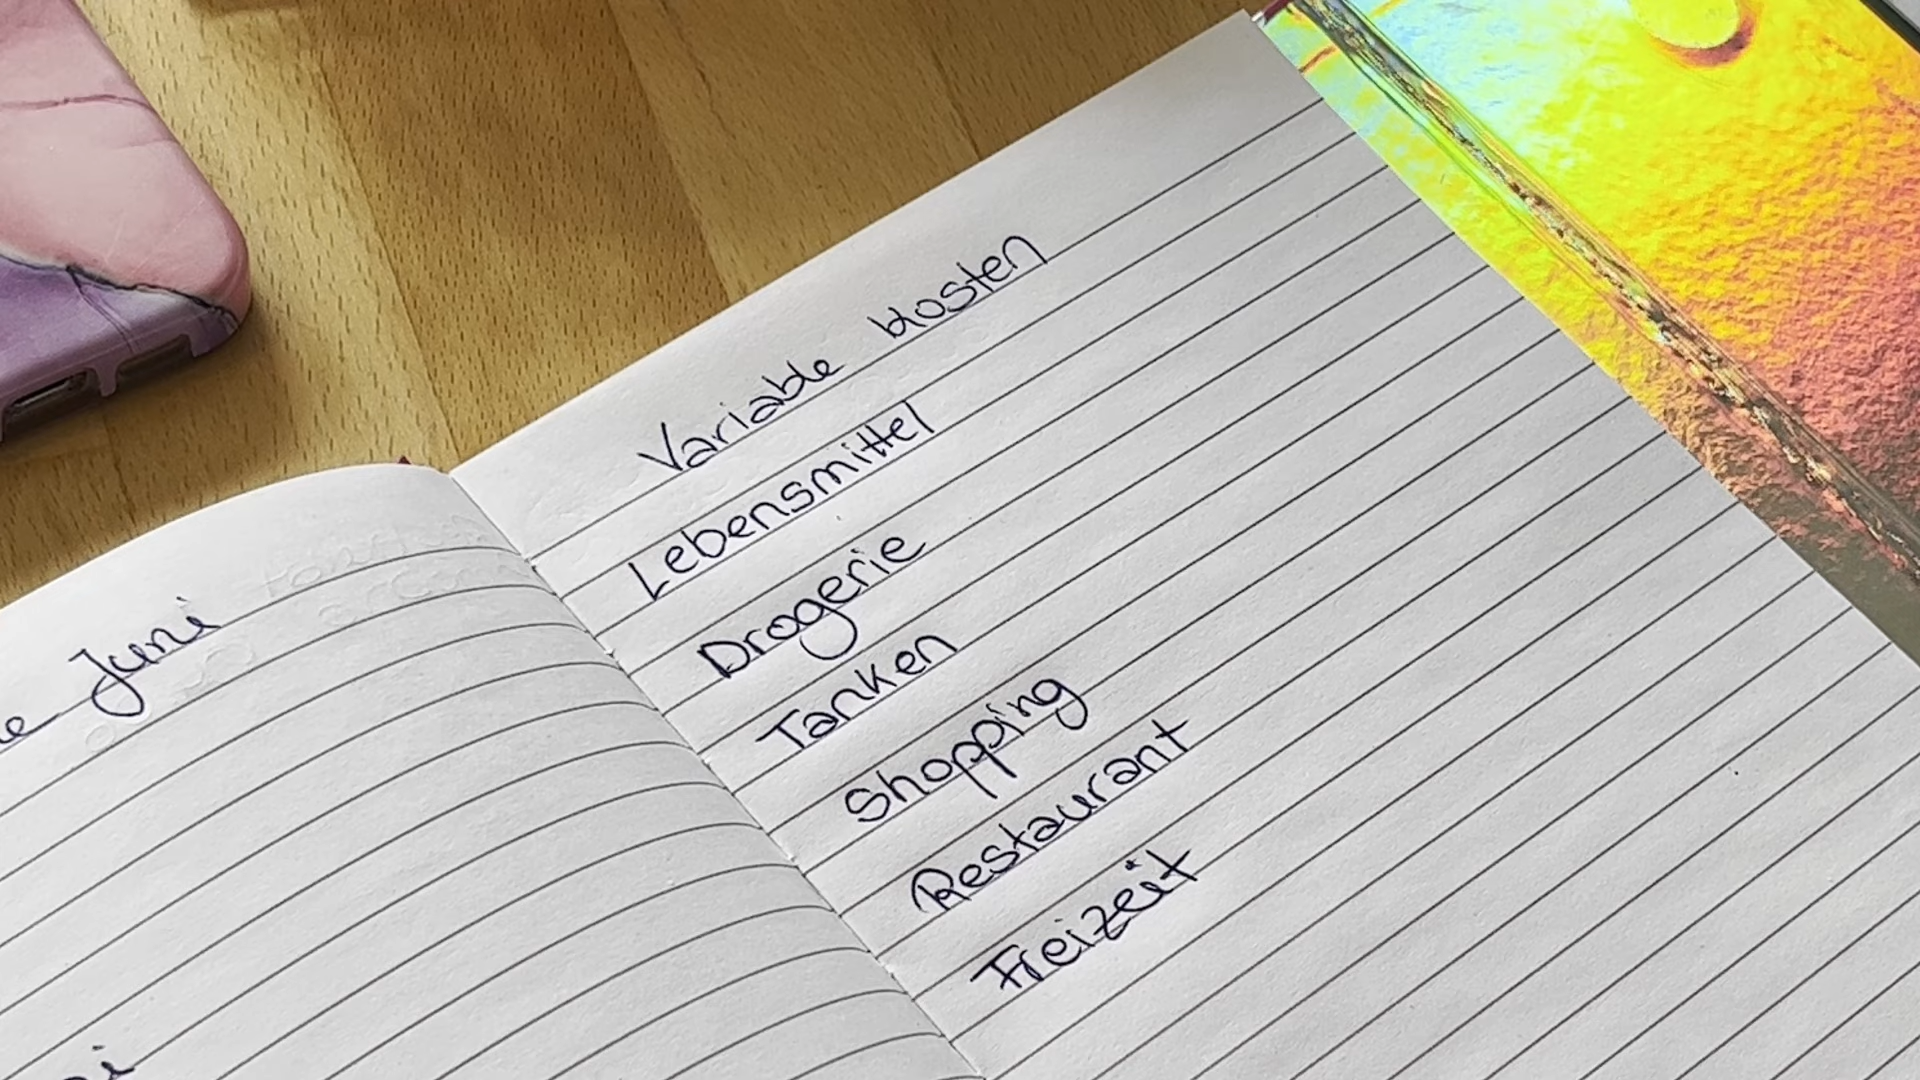 Juni
Variable kosten
Lebensmittel
Drogerie
Tanken
Shopping
Restaurant
Freizeit